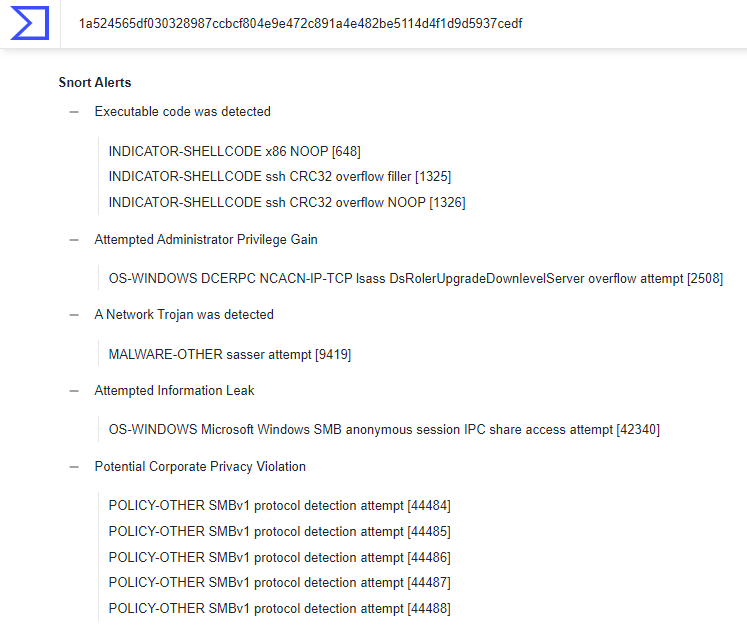 1a524565df030328987ccbcf804e9e472c891a4e482be5114d4f1d9d5937cedf
Snort Alerts
— Executable code was detected
INDICATOR-SHELLCODE x86 NOOP [648]
INDICATOR-SHELLCODE ssh CRC32 overflow filler [1325]
INDICATOR-SHELLCODE ssh CRC32 overflow NOOP [1326]
— Attempted Administrator Privilege Gain
OS-WINDOWS DCERPC NCACN-IP-TCP lsass DsRolerUpgradeDownlevelServer overflow attempt [2508]
— A Network Trojan was detected
MALWARE-OTHER sasser attempt [9419]
— Attempted Information Leak
OS-WINDOWS Microsoft Windows SMB anonymous session IPC share access attempt [42340]
— Potential Corporate Privacy Violation
POLICY-OTHER SMBv1 protocol detection attempt [44484]
POLICY-OTHER SMBv1 protocol detection attempt [44485]
POLICY-OTHER SMBv1 protocol detection attempt [44486]
POLICY-OTHER SMBv1 protocol detection attempt [44487]
POLICY-OTHER SMBv1 protocol detection attempt [44488]